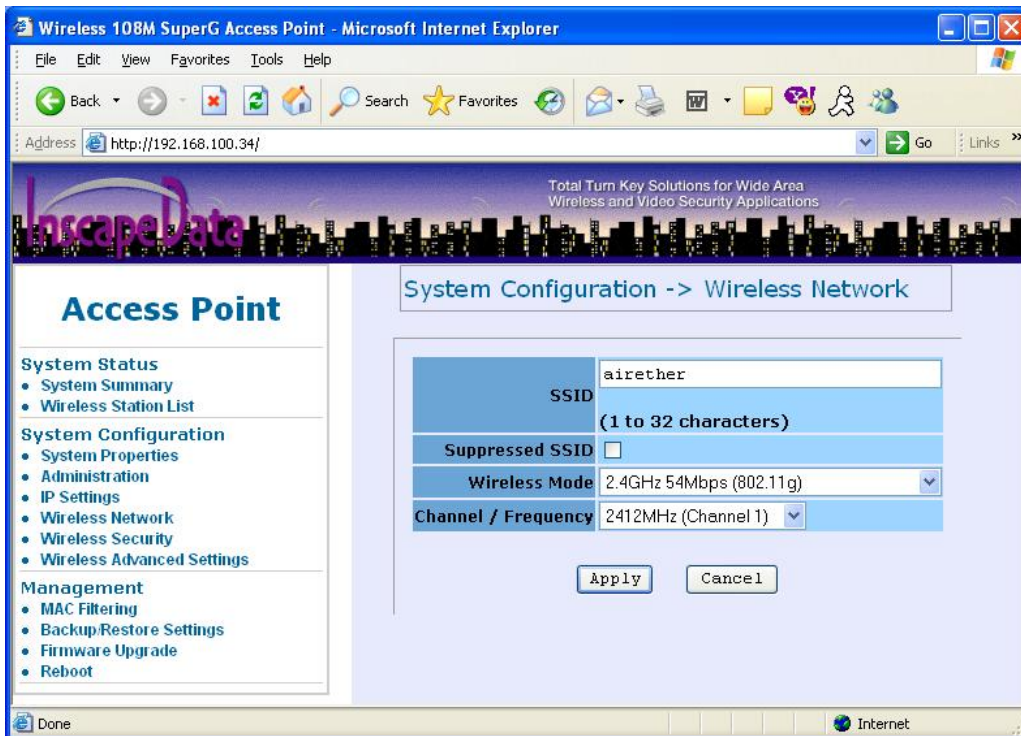 Wireless 108M SuperG Access Point - Microsoft Internet Explorer
File Edit View Favorites Tools Help
Back Search Favorites
Address http://192.168.100.34/ Go Links »
InscapeData
Total Turn Key Solutions for Wide Area
Wireless and Video Security Applications
Access Point
System Status
System Summary
Wireless Station List
System Configuration
System Properties
Administration
IP Settings
Wireless Network
Wireless Security
Wireless Advanced Settings
Management
MAC Filtering
Backup/Restore Settings
Firmware Upgrade
Reboot
System Configuration -> Wireless Network
SSID airether
(1 to 32 characters)
Suppressed SSID
Wireless Mode 2.4GHz 54Mbps (802.11g)
Channel / Frequency 2412MHz (Channel 1)
Apply Cancel
Done Internet